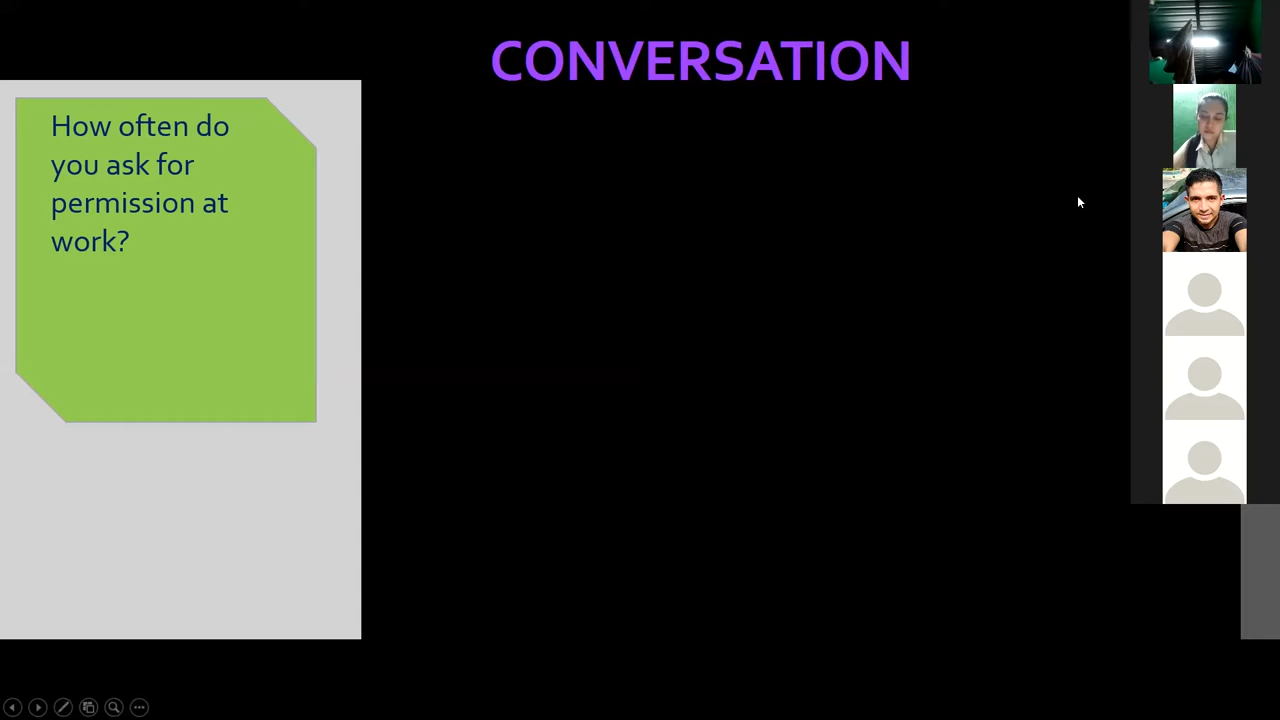 CONVERSATION
How often do
you ask for
permission at
work?